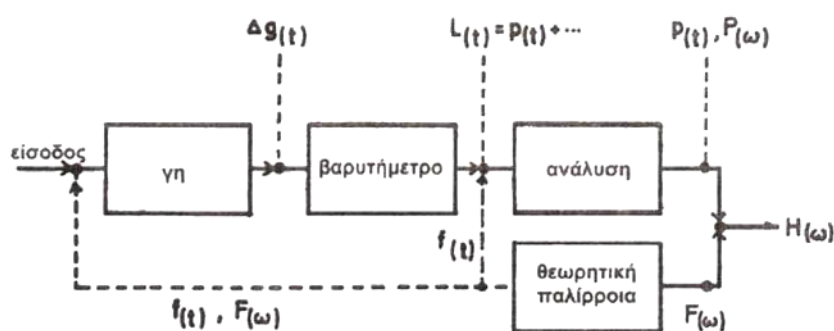 Δg(t)
L(t) = p(t) + ···
p(t), P(ω)
είσοδος
γη
βαρυτήμετρο
ανάλυση
f(t)
H(ω)
θεωρητική
παλίρροια
f(t) , F(ω)
F(ω)